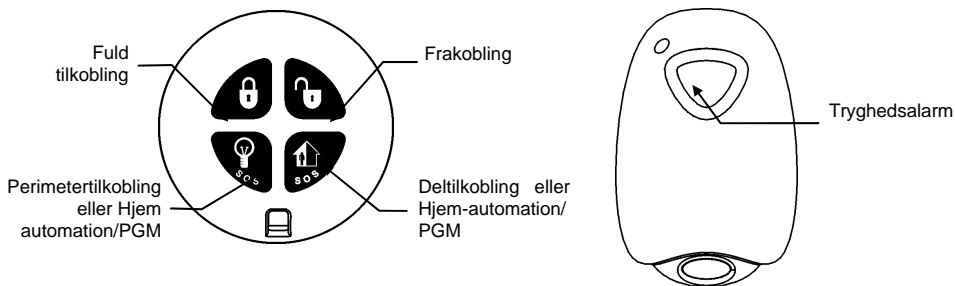 Fuld
tilkobling
Frakobling
SOS
SOS
Perimetertilkobling
eller Hjem
automation/PGM
Deltilkobling eller
Hjem-automation/
PGM
Tryghedsalarm